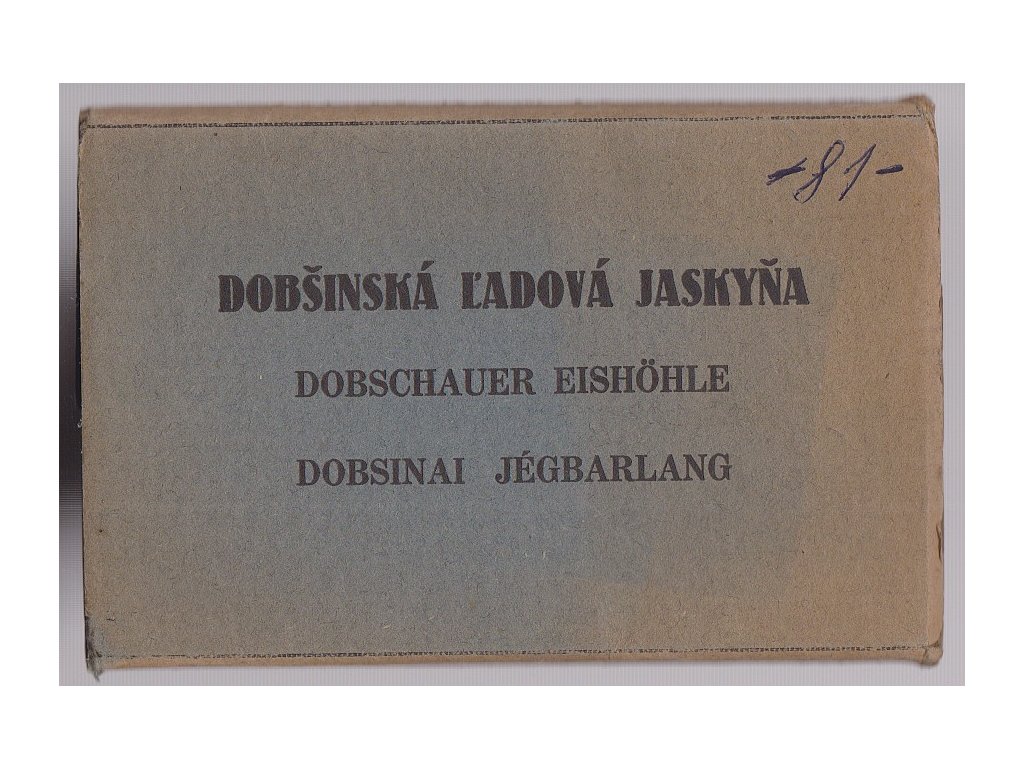 -81-
DOBŠINSKÁ ĽADOVÁ JASKYŇA
DOBSCHAUER EISHÖHLE
DOBSINAI JÉGBARLANG